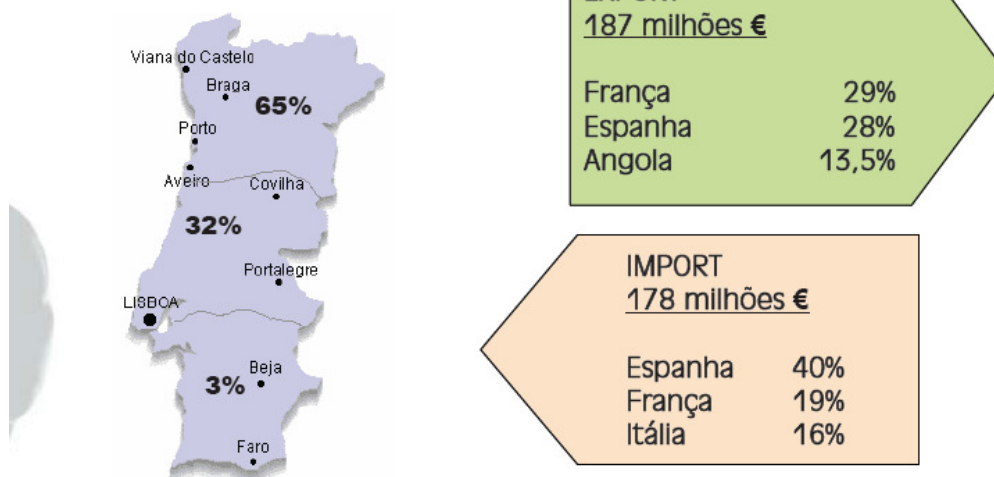 Viana do Castelo
Braga
65%
Porto
Aveiro
Covilha
32%
Portalegre
LISBOA
Beja
3%
Faro
EXPORT
187 milhões €
França 29%
Espanha 28%
Angola 13,5%
IMPORT
178 milhões €
Espanha 40%
França 19%
Itália 16%